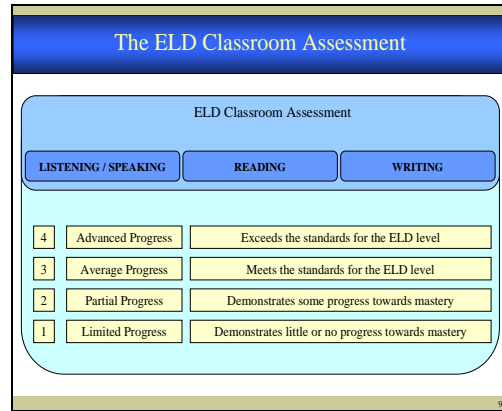 The ELD Classroom Assessment
ELD Classroom Assessment
LISTENING / SPEAKING READING WRITING
4 Advanced Progress Exceeds the standards for the ELD level
3 Average Progress Meets the standards for the ELD level
2 Partial Progress Demonstrates some progress towards mastery
1 Limited Progress Demonstrates little or no progress towards mastery
9